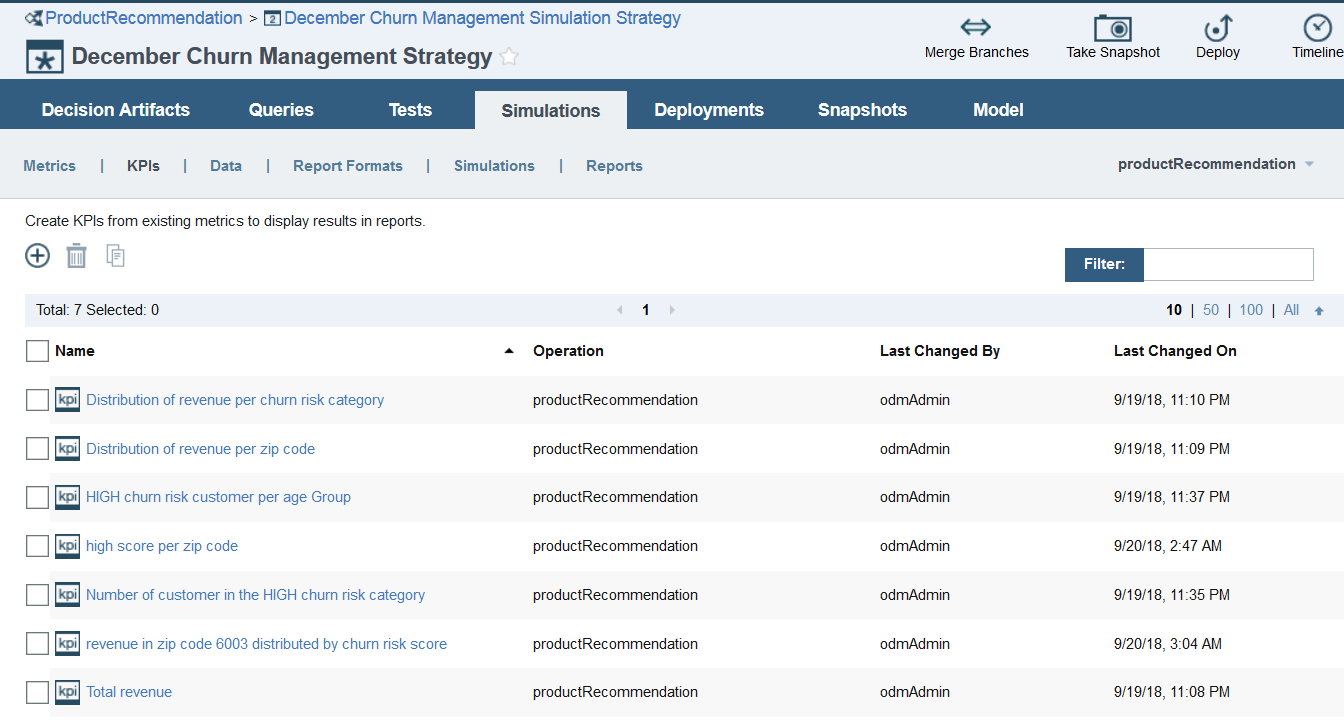 ProductRecommendation > 2 December Churn Management Simulation Strategy
December Churn Management Strategy
Merge Branches Take Snapshot Deploy Timeline
Decision Artifacts Queries Tests Simulations Deployments Snapshots Model
Metrics | KPIs | Data | Report Formats | Simulations | Reports productRecommendation
Create KPIs from existing metrics to display results in reports.
Filter:
Total: 7 Selected: 0 1 10 | 50 | 100 | All
Name Operation Last Changed By Last Changed On
kpi Distribution of revenue per churn risk category productRecommendation odmAdmin 9/19/18, 11:10 PM
kpi Distribution of revenue per zip code productRecommendation odmAdmin 9/19/18, 11:09 PM
kpi HIGH churn risk customer per age Group productRecommendation odmAdmin 9/19/18, 11:37 PM
kpi high score per zip code productRecommendation odmAdmin 9/20/18, 2:47 AM
kpi Number of customer in the HIGH churn risk category productRecommendation odmAdmin 9/19/18, 11:35 PM
kpi revenue in zip code 6003 distributed by churn risk score productRecommendation odmAdmin 9/20/18, 3:04 AM
kpi Total revenue productRecommendation odmAdmin 9/19/18, 11:08 PM